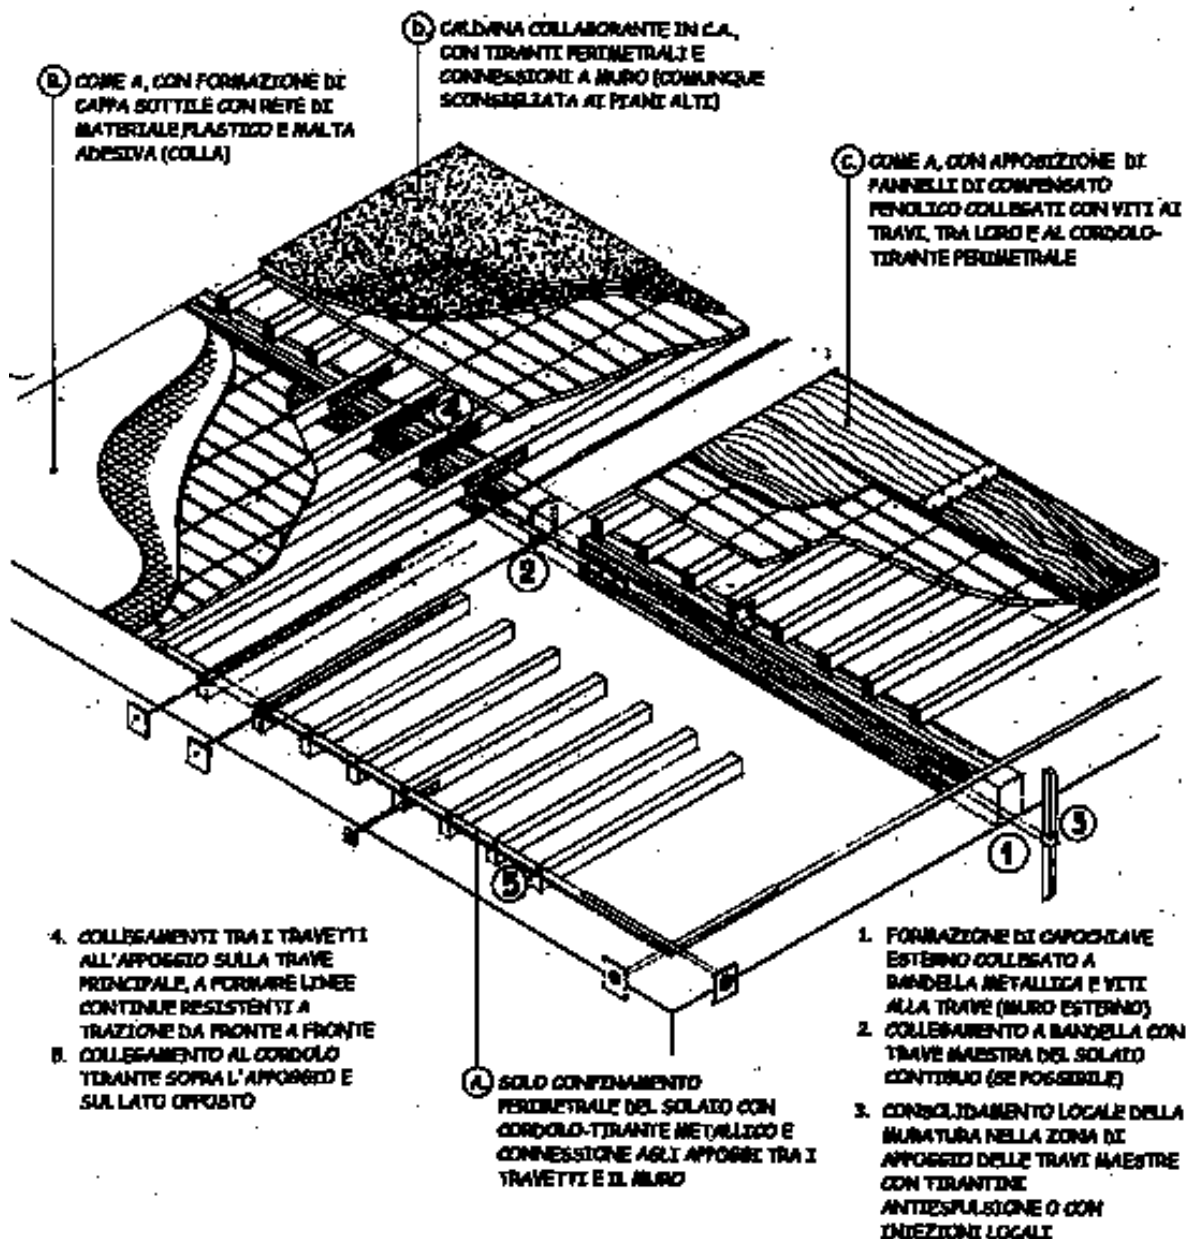 D. CALDANA COLLABORANTE IN C.A.,
CON TIRANTI PERIMETRALI E
CONNESSIONI A MURO (COMUNQUE
SCONSIGLIATA AI PIANI ALTI)
B. COME A, CON FORMAZIONE DI
CAPPA SOTTILE CON RETE DI
MATERIALE PLASTICO E MALTA
ADESIVA (COLLA)
C. COME A, CON APPOSIZIONE DI
PANNELLI DI COMPENSATO
FENOLICO COLLEGATI CON VITI AI
TRAVI, TRA LORO E AL CORDOLO-
TIRANTE PERIMETRALE
4
2
3
1
5
4. COLLEGAMENTI TRA I TRAVETTI
ALL'APPOGGIO SULLA TRAVE
PRINCIPALE, A FORMARE LINEE
CONTINUE RESISTENTI A
TRAZIONE DA FRONTE A FRONTE
5. COLLEGAMENTO AL CORDOLO
TIRANTE SOPRA L'APPOGGIO E
SUL LATO OPPOSTO
A. SOLO CONFINAMENTO
PERIMETRALE DEL SOLAIO CON
CORDOLO-TIRANTE METALLICO E
CONNESSIONE AGLI APPOGGI TRA I
TRAVETTI E IL MURO
1. FORMAZIONE DI CAPOCHIAVE
ESTERNO COLLEGATO A
BANDELLA METALLICA E VITI
ALLA TRAVE (MURO ESTERNO)
2. COLLEGAMENTO A BANDELLA CON
TRAVE MAESTRA DEL SOLAIO
CONTIGUO (SE POSSIBILE)
3. CONSOLIDAMENTO LOCALE DELLA
MURATURA NELLA ZONA DI
APPOGGIO DELLE TRAVI MAESTRE
CON TIRANTINI
ANTIESPULSIONE O CON
INIEZIONI LOCALI